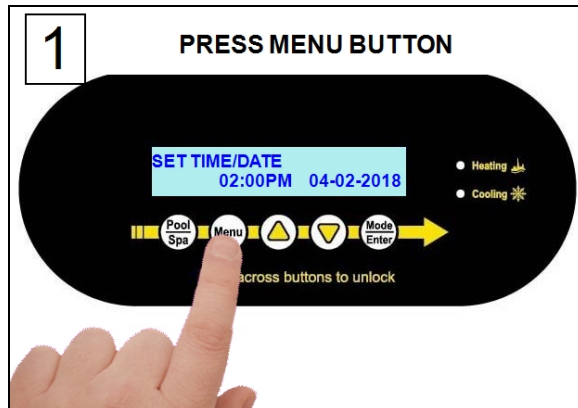 1
PRESS MENU BUTTON
SET TIME/DATE
02:00PM 04-02-2018
Heating
Cooling
Pool
Spa
Menu
Mode
Enter
across buttons to unlock